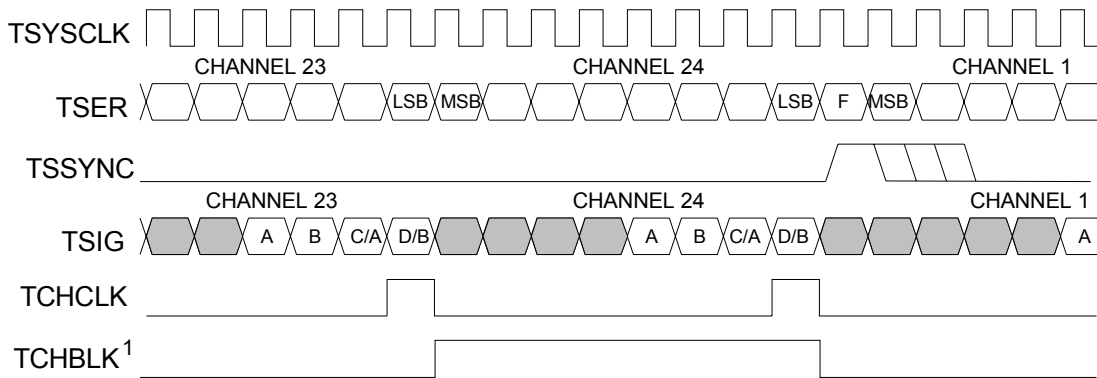 TSYSCLK
CHANNEL 23 CHANNEL 24 CHANNEL 1
TSER LSB MSB LSB F MSB
TSSYNC
CHANNEL 23 CHANNEL 24 CHANNEL 1
TSIG A B C/A D/B A B C/A D/B A
TCHCLK
TCHBLK1